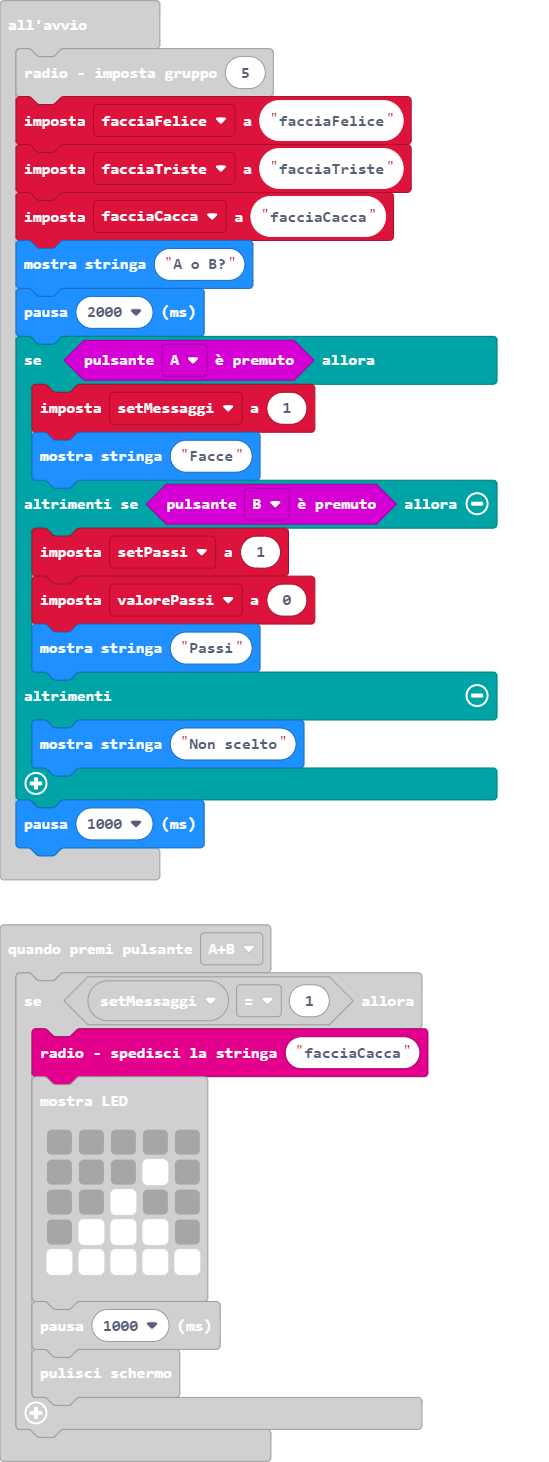 all'avvio
radio - imposta gruppo 5
imposta facciaFelice a "facciaFelice"
imposta facciaTriste a "facciaTriste"
imposta facciaCacca a "facciaCacca"
mostra stringa "A o B?"
pausa 2000 (ms)
se pulsante A è premuto allora
imposta setMessaggi a 1
mostra stringa "Facce"
altrimenti se pulsante B è premuto allora
imposta setPassi a 1
imposta valorePassi a 0
mostra stringa "Passi"
altrimenti
mostra stringa "Non scelto"
pausa 1000 (ms)
quando premi pulsante A+B
se setMessaggi = 1 allora
radio - spedisci la stringa "facciaCacca"
mostra LED
pausa 1000 (ms)
pulisci schermo